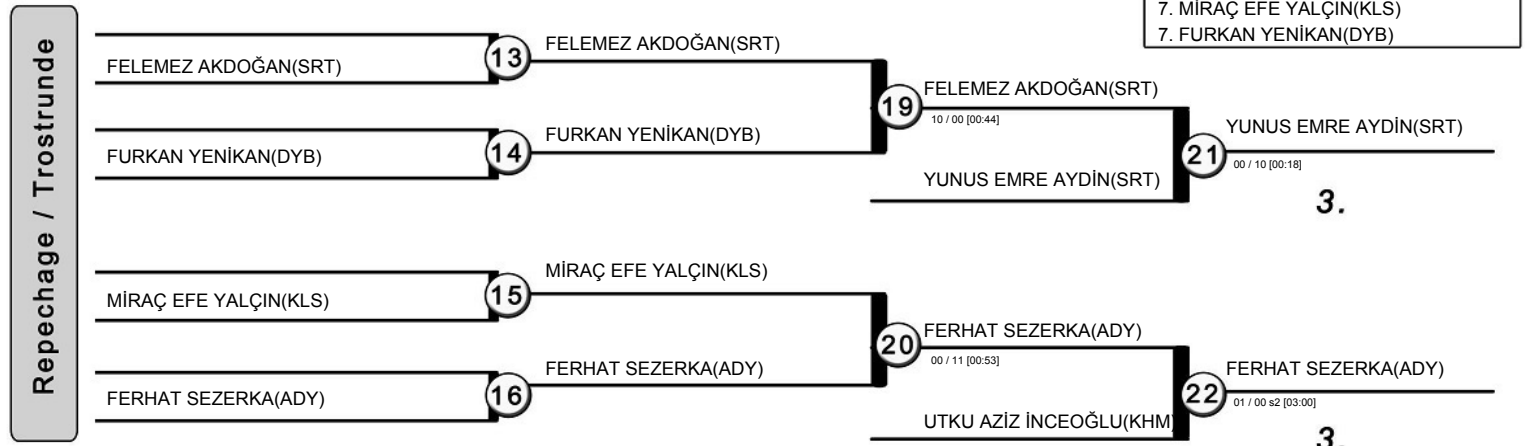 7. MİRAÇ EFE YALÇIN(KLS)
7. FURKAN YENİKAN(DYB)
Repechage / Trostrunde
FELEMEZ AKDOĞAN(SRT)
13
FELEMEZ AKDOĞAN(SRT)
FURKAN YENİKAN(DYB)
14
FURKAN YENİKAN(DYB)
19
FELEMEZ AKDOĞAN(SRT)
10 / 00 [00:44]
YUNUS EMRE AYDİN(SRT)
21
YUNUS EMRE AYDİN(SRT)
00 / 10 [00:18]
3.
MİRAÇ EFE YALÇIN(KLS)
15
MİRAÇ EFE YALÇIN(KLS)
FERHAT SEZERKA(ADY)
16
FERHAT SEZERKA(ADY)
20
FERHAT SEZERKA(ADY)
00 / 11 [00:53]
UTKU AZİZ İNCEOĞLU(KHM)
22
FERHAT SEZERKA(ADY)
01 / 00 s2 [03:00]
3.